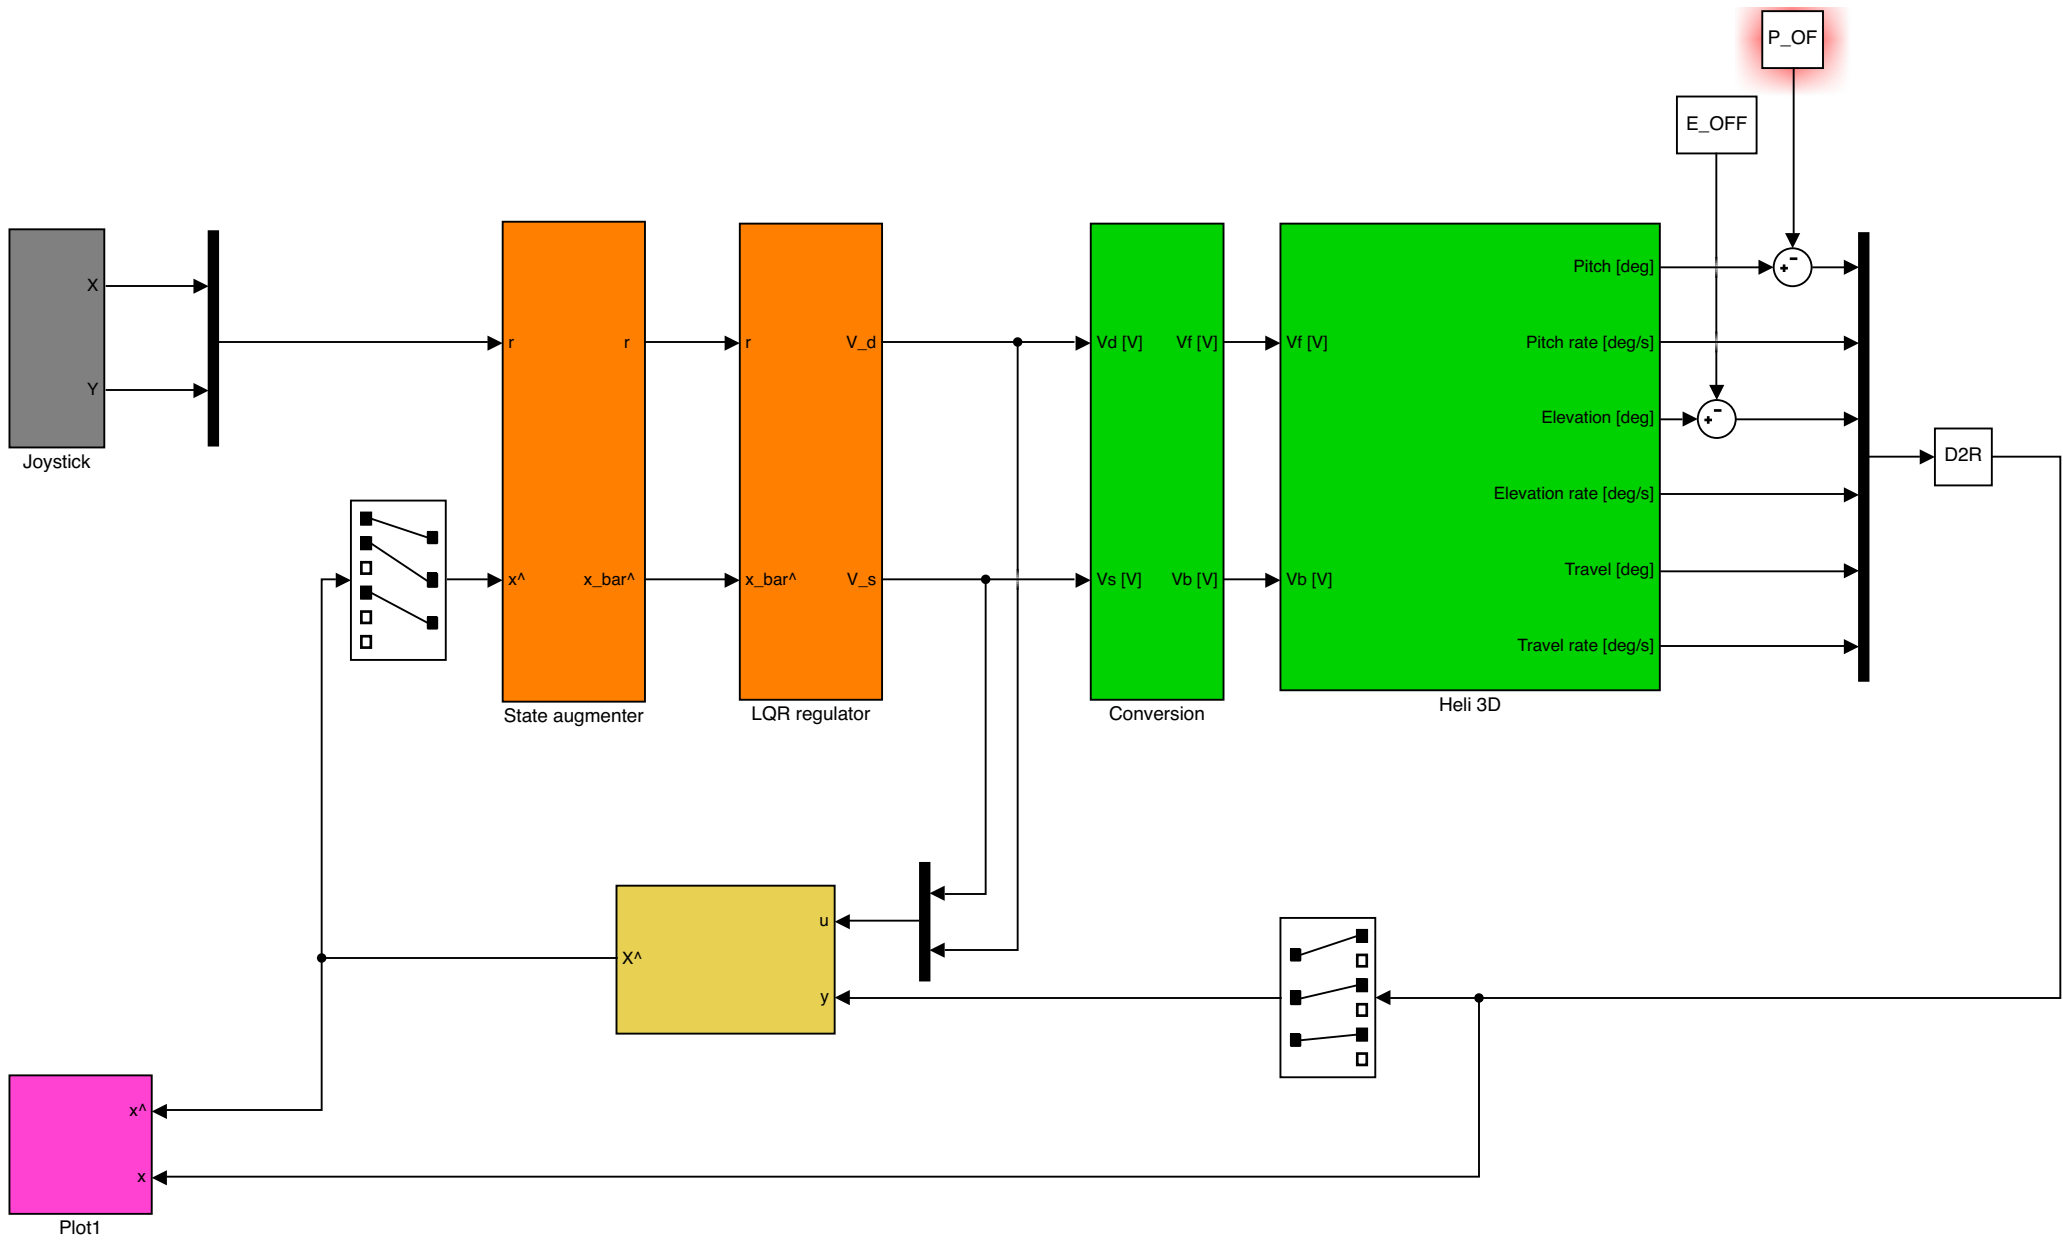 P_OF
E_OFF
X
Y
Joystick
r
r
x^
x_bar^
State augmenter
r
V_d
x_bar^
V_s
LQR regulator
Vd [V]
Vf [V]
Vs [V]
Vb [V]
Conversion
Vf [V]
Vb [V]
Pitch [deg]
Pitch rate [deg/s]
Elevation [deg]
Elevation rate [deg/s]
Travel [deg]
Travel rate [deg/s]
Heli 3D
+
-
+
-
D2R
u
X^
y
x^
x
Plot1